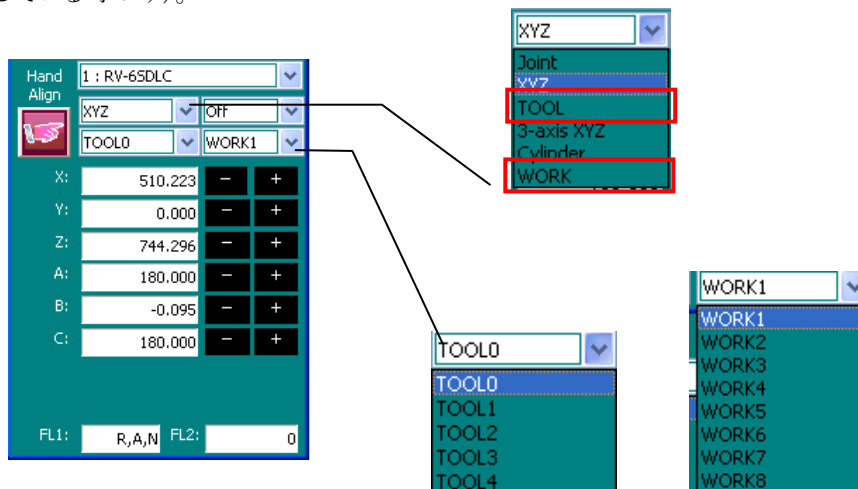 XYZ
Joint
XYZ
TOOL
3-axis XYZ
Cylinder
WORK
Hand
Align
1 : RV-6SDLC
XYZ Off
TOOL0 WORK1
X: 510.223 - +
Y: 0.000 - +
Z: 744.296 - +
A: 180.000 - +
B: -0.095 - +
C: 180.000 - +
FL1: R,A,N FL2: 0
TOOL0
TOOL0
TOOL1
TOOL2
TOOL3
TOOL4
WORK1
WORK1
WORK2
WORK3
WORK4
WORK5
WORK6
WORK7
WORK8